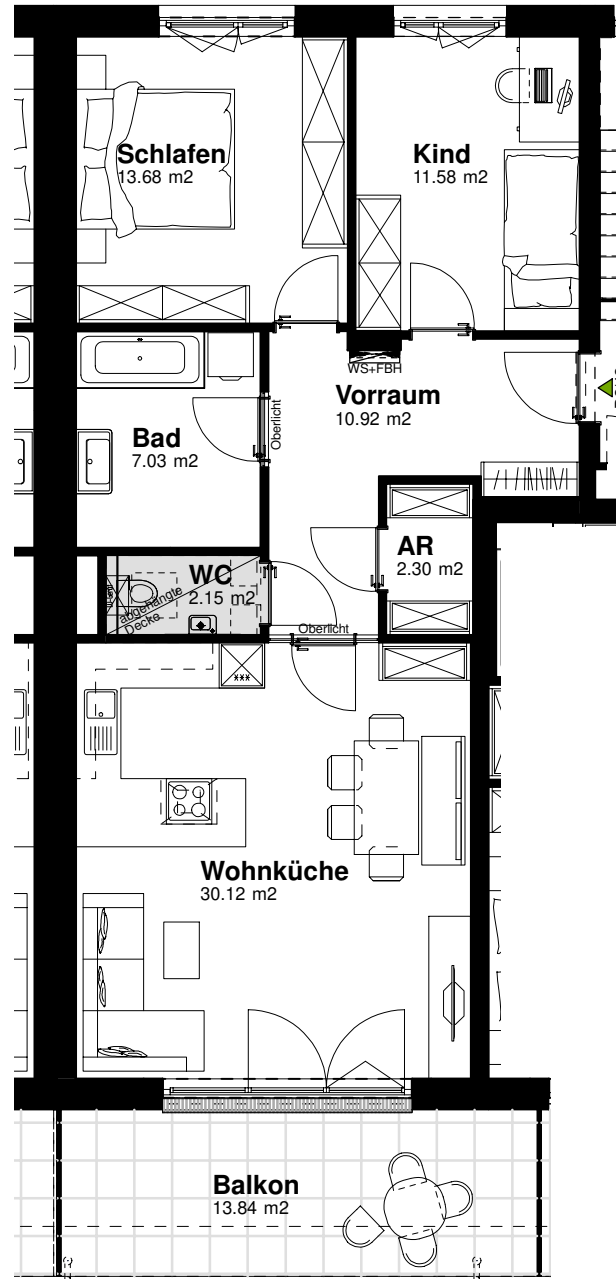 Schlafen
13.68 m2
Kind
11.58 m2
WS+FBH
Vorraum
10.92 m2
Oberlicht
Bad
7.03 m2
AR
2.30 m2
WC
2.15 m2
abgehängte
Decke
Oberlicht
***
Wohnküche
30.12 m2
Balkon
13.84 m2